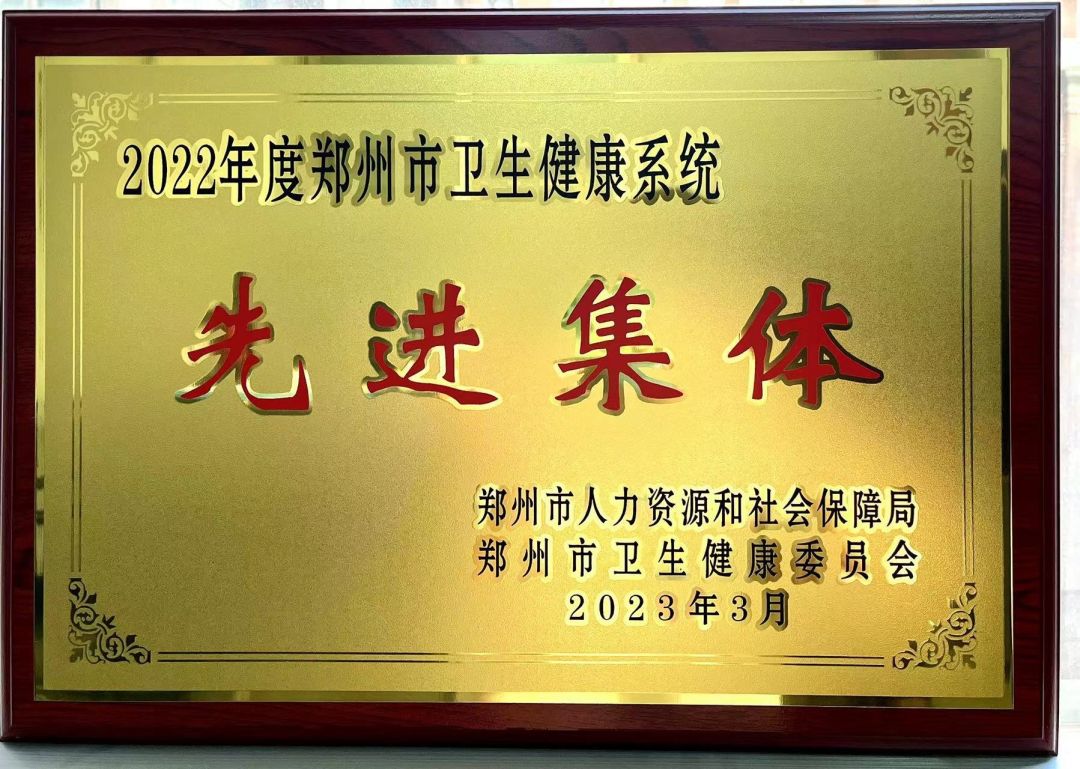 2022年度郑州市卫生健康系统
先进集体
郑州市人力资源和社会保障局
郑州市卫生健康委员会
2023年3月